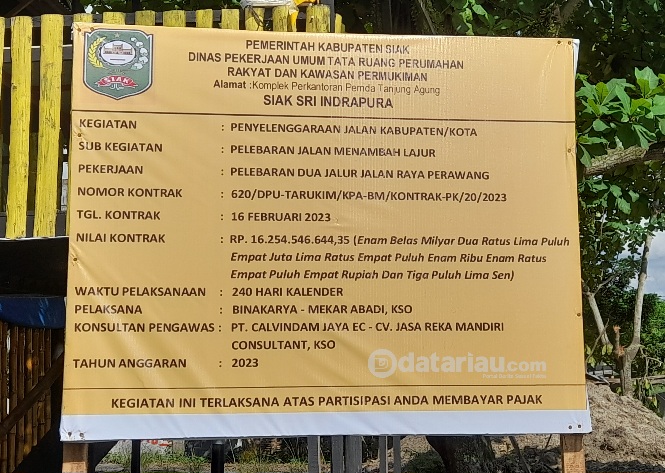 PEMERINTAH KABUPATEN SIAK
DINAS PEKERJAAN UMUM TATA RUANG PERUMAHAN
RAKYAT DAN KAWASAN PERMUKIMAN
Alamat : Komplek Perkantoran Pemda Tanjung Agung
SIAK SRI INDRAPURA
SIAK
KEGIATAN : PENYELENGGARAAN JALAN KABUPATEN/KOTA
SUB KEGIATAN : PELEBARAN JALAN MENAMBAH LAJUR
PEKERJAAN : PELEBARAN DUA JALUR JALAN RAYA PERAWANG
NOMOR KONTRAK : 620/DPU-TARUKIM/KPA-BM/KONTRAK-PK/20/2023
TGL. KONTRAK : 16 FEBRUARI 2023
NILAI KONTRAK : RP. 16.254.546.644,35 (Enam Belas Milyar Dua Ratus Lima Puluh
Empat Juta Lima Ratus Empat Puluh Enam Ribu Enam Ratus
Empat Puluh Empat Rupiah Dan Tiga Puluh Lima Sen)
WAKTU PELAKSANAAN : 240 HARI KALENDER
PELAKSANA : BINAKARYA - MEKAR ABADI, KSO
KONSULTAN PENGAWAS : PT. CALVINDAM JAYA EC - CV. JASA REKA MANDIRI
CONSULTANT, KSO
TAHUN ANGGARAN : 2023
datariau.com
KEGIATAN INI TERLAKSANA ATAS PARTISIPASI ANDA MEMBAYAR PAJAK